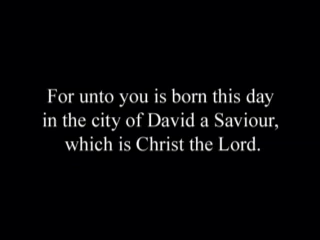 For unto you is born this day
in the city of David a Saviour,
which is Christ the Lord.